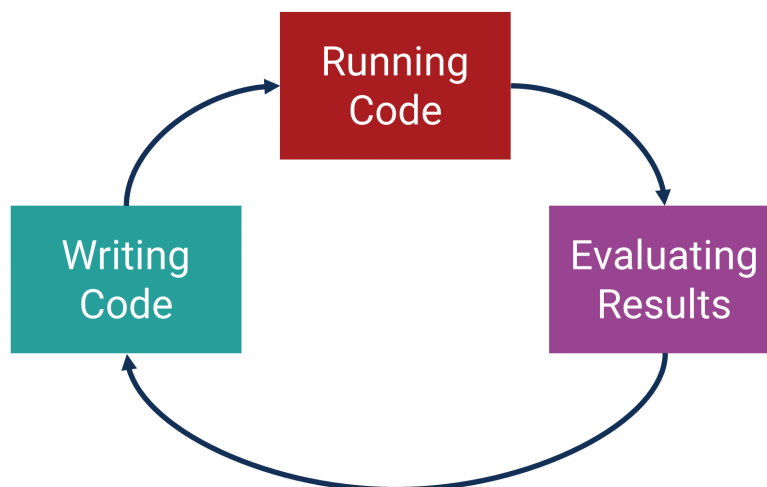 Running
Code
Writing
Code
Evaluating
Results